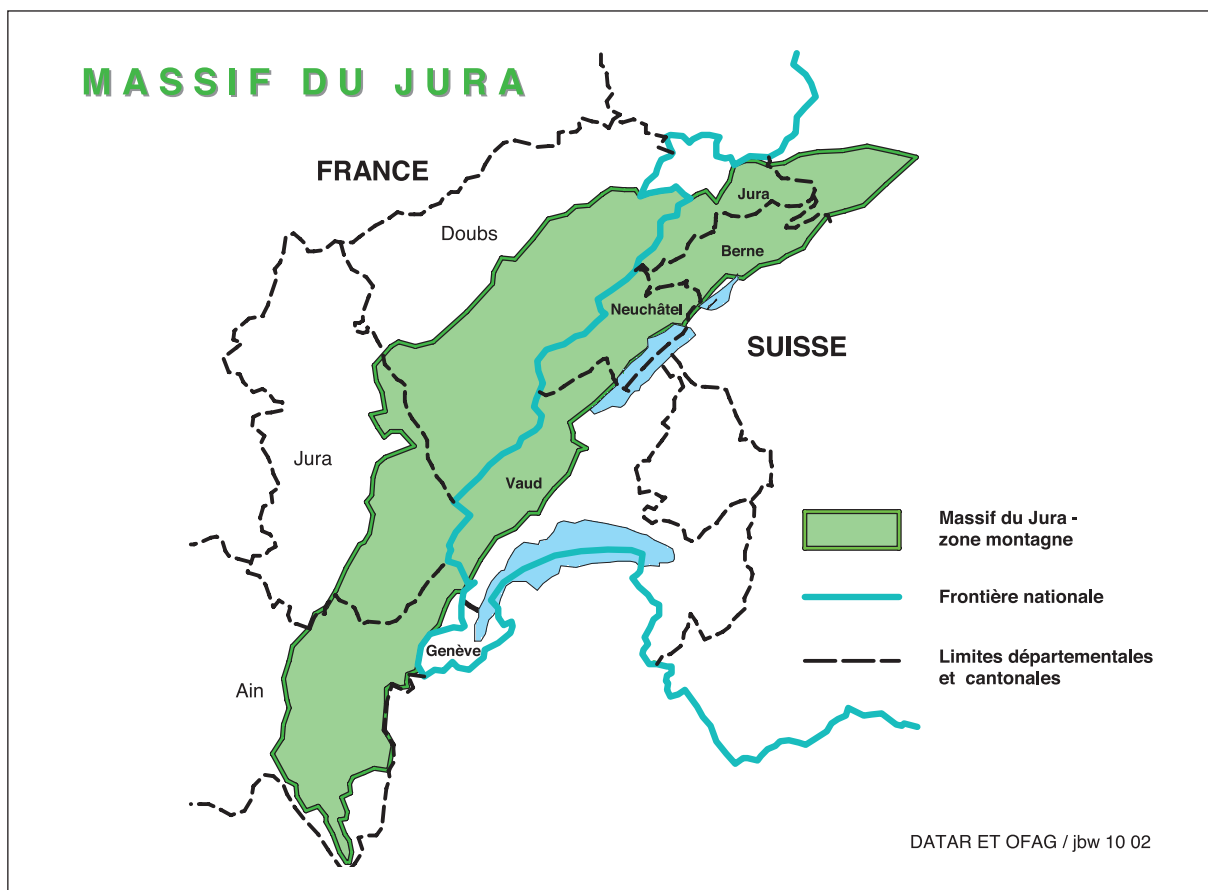 MASSIF DU JURA
FRANCE
Doubs
Jura
Berne
Neuchâtel
SUISSE
Jura
Vaud
Genève
Ain
Massif du Jura -
zone montagne
Frontière nationale
Limites départementales
et cantonales
DATAR ET OFAG / jbw 10 02